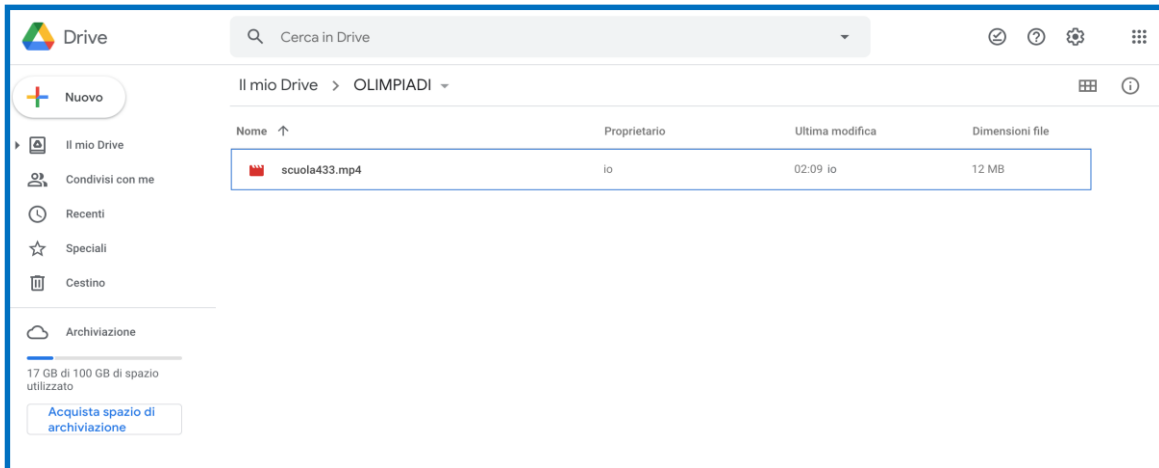 Drive
Cerca in Drive
Nuovo
Il mio Drive > OLIMPIADI
Nome Proprietario Ultima modifica Dimensioni file
Il mio Drive
scuola433.mp4 io 02:09 io 12 MB
Condivisi con me
Recenti
Speciali
Cestino
Archiviazione
17 GB di 100 GB di spazio
utilizzato
Acquista spazio di
archiviazione